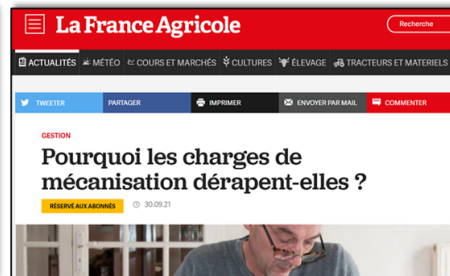 La France Agricole
Recherche
ACTUALITÉS MÉTÉO COURS ET MARCHÉS CULTURES ÉLEVAGE TRACTEURS ET MATERIELS
TWEETER PARTAGER IMPRIMER ENVOYER PAR MAIL COMMENTER
GESTION
Pourquoi les charges de
mécanisation dérapent-elles ?
RÉSERVÉ AUX ABONNÉS 30.09.21